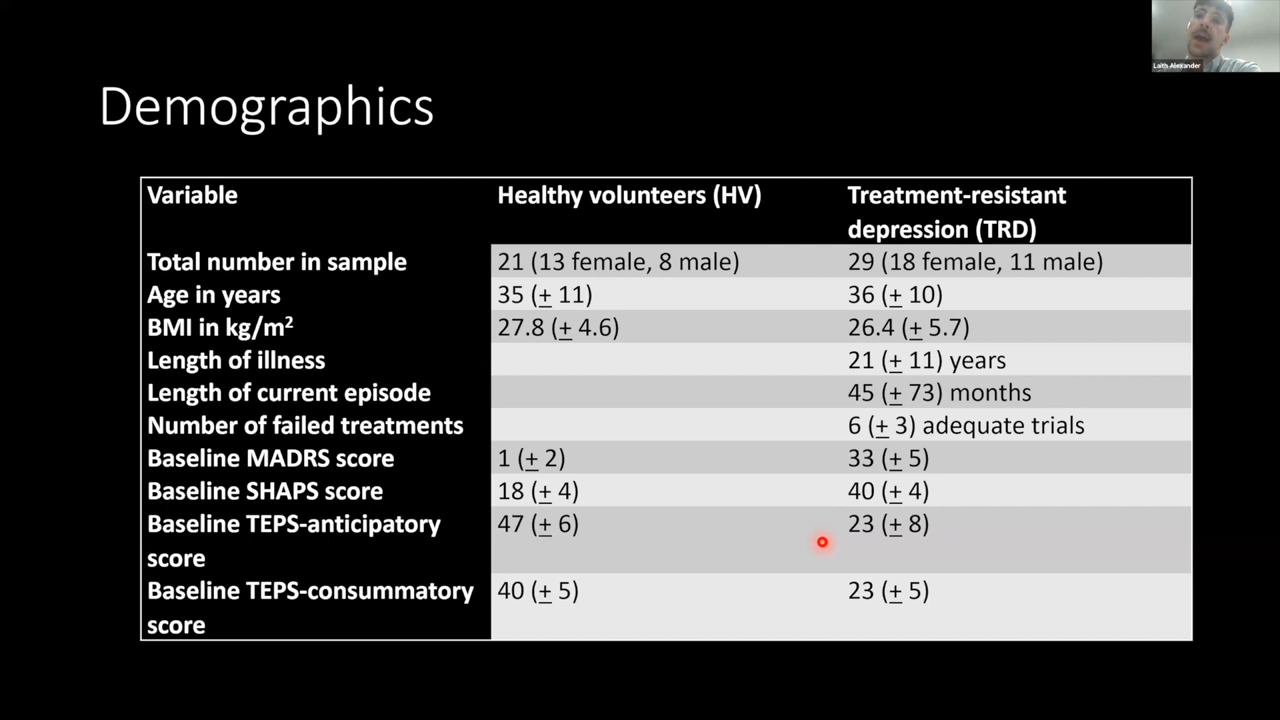 Laith Alexander
Demographics
Variable Healthy volunteers (HV) Treatment-resistant
depression (TRD)
Total number in sample 21 (13 female, 8 male) 29 (18 female, 11 male)
Age in years 35 (± 11) 36 (± 10)
BMI in kg/m² 27.8 (± 4.6) 26.4 (± 5.7)
Length of illness 21 (± 11) years
Length of current episode 45 (± 73) months
Number of failed treatments 6 (± 3) adequate trials
Baseline MADRS score 1 (± 2) 33 (± 5)
Baseline SHAPS score 18 (± 4) 40 (± 4)
Baseline TEPS-anticipatory 47 (± 6) 23 (± 8)
score
Baseline TEPS-consummatory 40 (± 5) 23 (± 5)
score